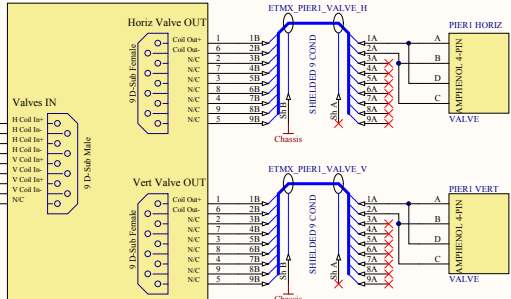 ETMX_PIER1_VALVE_H
Horiz Valve OUT
PIER1 HORIZ
Coil Out+ 1 1B 1A A
Coil Out- 6 2B 2A
N/C 2 3B 3A B
N/C 7 4B 4A
N/C 3 5B 5A D
N/C 8 6B 6A
N/C 4 7B 7A C
N/C 9 8B 8A
N/C 5 9B 9A
9 D-Sub Female
SHIELDED 9 COND
Sh B
Sh A
AMPHENOL 4-PIN
VALVE
Chassis
Valves IN
H Coil In+
H Coil In-
H Coil In+
H Coil In-
V Coil In+
V Coil In-
V Coil In+
V Coil In-
N/C
9 D-Sub Male
ETMX_PIER1_VALVE_V
Vert Valve OUT
PIER1 VERT
Coil Out+ 1 1B 1A A
Coil Out- 6 2B 2A
N/C 2 3B 3A B
N/C 7 4B 4A
N/C 3 5B 5A D
N/C 8 6B 6A
N/C 4 7B 7A C
N/C 9 8B 8A
N/C 5 9B 9A
9 D-Sub Female
SHIELDED 9 COND
Sh B
Sh A
AMPHENOL 4-PIN
VALVE
Chassis